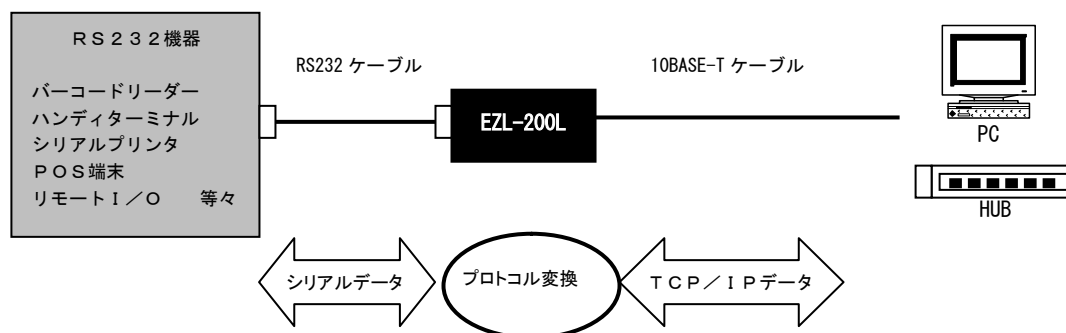 ＲＳ２３２機器
バーコードリーダー
ハンディターミナル
シリアルプリンタ
ＰＯＳ端末
リモートＩ／Ｏ　等々
RS232 ケーブル
EZL-200L
10BASE-T ケーブル
PC
HUB
シリアルデータ
プロトコル変換
ＴＣＰ／ＩＰデータ